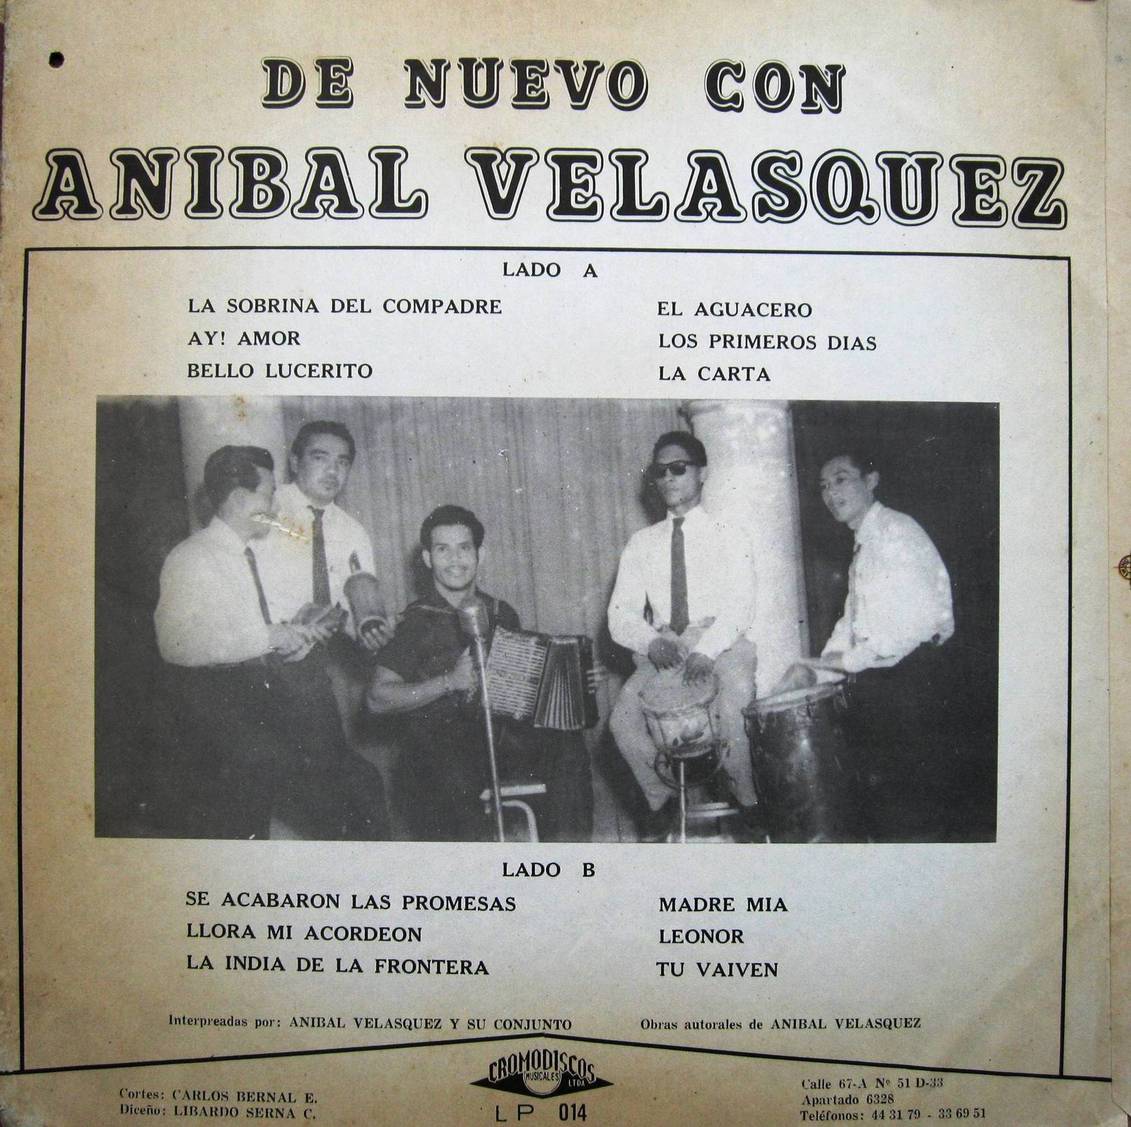 DE NUEVO CON
ANIBAL VELASQUEZ
LADO A
LA SOBRINA DEL COMPADRE
AY! AMOR
BELLO LUCERITO
EL AGUACERO
LOS PRIMEROS DIAS
LA CARTA
LADO B
SE ACABARON LAS PROMESAS
LLORA MI ACORDEON
LA INDIA DE LA FRONTERA
MADRE MIA
LEONOR
TU VAIVEN
Interpreadas por: ANIBAL VELASQUEZ Y SU CONJUNTO
Obras autorales de ANIBAL VELASQUEZ
Cortes: CARLOS BERNAL E.
Diceño: LIBARDO SERNA C.
CROMODISCOS
MUSICALES
LTDA
LP 014
Calle 67-A Nº 51 D-33
Apartado 6328
Teléfonos: 44 31 79 - 33 69 51